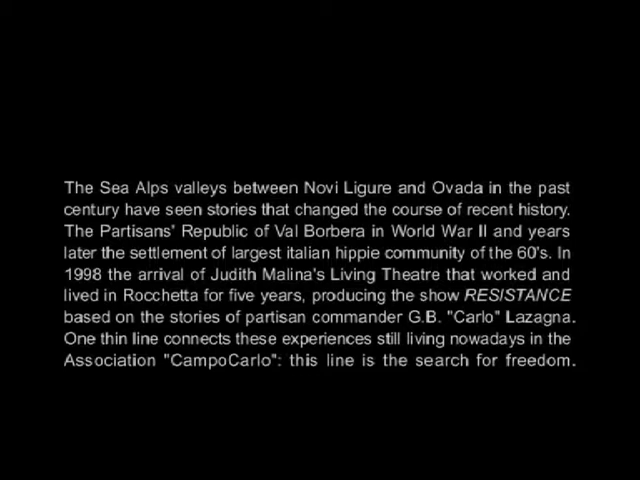 The Sea Alps valleys between Novi Ligure and Ovada in the past
century have seen stories that changed the course of recent history.
The Partisans' Republic of Val Borbera in World War II and years
later the settlement of largest italian hippie community of the 60's. In
1998 the arrival of Judith Malina's Living Theatre that worked and
lived in Rocchetta for five years, producing the show RESISTANCE
based on the stories of partisan commander G.B. "Carlo" Lazagna.
One thin line connects these experiences still living nowadays in the
Association "CampoCarlo": this line is the search for freedom.